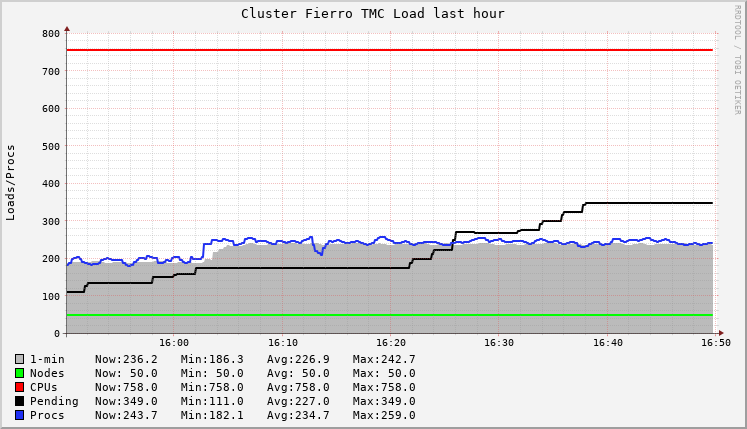 Cluster Fierro TMC Load last hour
RRDTOOL / TOBI OETIKER
Loads/Procs
800
700
600
500
400
300
200
100
0
16:00 16:10 16:20 16:30 16:40 16:50
1-min Now:236.2 Min:186.3 Avg:226.9 Max:242.7
Nodes Now: 50.0 Min: 50.0 Avg: 50.0 Max: 50.0
CPUs Now:758.0 Min:758.0 Avg:758.0 Max:758.0
Pending Now:349.0 Min:111.0 Avg:227.0 Max:349.0
Procs Now:243.7 Min:182.1 Avg:234.7 Max:259.0